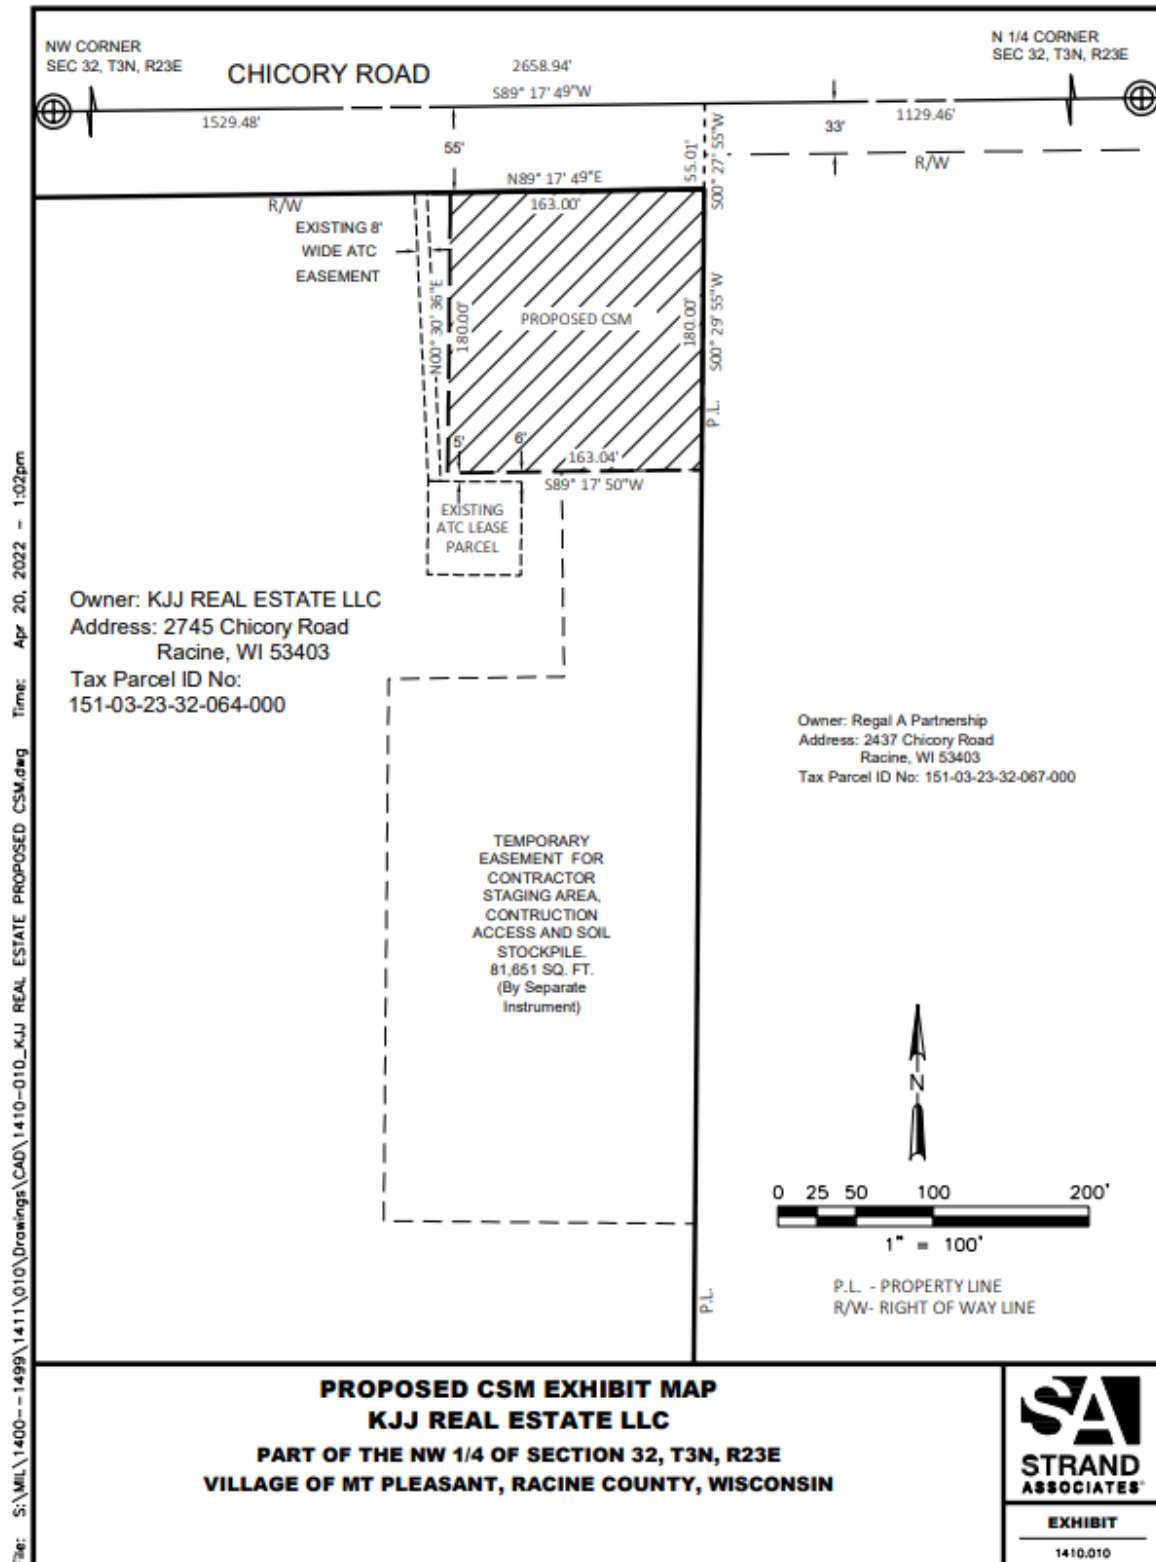 NW CORNER
SEC 32, T3N, R23E
CHICORY ROAD
2658.94'
S89° 17' 49"W
N 1/4 CORNER
SEC 32, T3N, R23E
1529.48'
55'
55.01'
S00° 27' 55"W
33'
1129.46'
R/W
N89° 17' 49"E
163.00'
R/W
EXISTING 8'
WIDE ATC
EASEMENT
N00° 30' 36"E
180.00'
PROPOSED CSM
180.00'
S00° 29' 55"W
P.L.
5'
6'
163.04'
S89° 17' 50"W
EXISTING
ATC LEASE
PARCEL
Owner: KJJ REAL ESTATE LLC
Address: 2745 Chicory Road
Racine, WI 53403
Tax Parcel ID No:
151-03-23-32-064-000
Owner: Regal A Partnership
Address: 2437 Chicory Road
Racine, WI 53403
Tax Parcel ID No: 151-03-23-32-067-000
TEMPORARY
EASEMENT FOR
CONTRACTOR
STAGING AREA,
CONTRUCTION
ACCESS AND SOIL
STOCKPILE.
81,651 SQ. FT.
(By Separate
Instrument)
N
0 25 50 100 200'
1" = 100'
P.L. - PROPERTY LINE
R/W- RIGHT OF WAY LINE
P.L.
File: S:\MIL\1400--1499\1411\010\Drawings\CAD\1410-010_KJJ REAL ESTATE PROPOSED CSM.dwg Time: Apr 20, 2022 - 1:02pm
PROPOSED CSM EXHIBIT MAP
KJJ REAL ESTATE LLC
PART OF THE NW 1/4 OF SECTION 32, T3N, R23E
VILLAGE OF MT PLEASANT, RACINE COUNTY, WISCONSIN
SA
STRAND
ASSOCIATES
EXHIBIT
1410.010